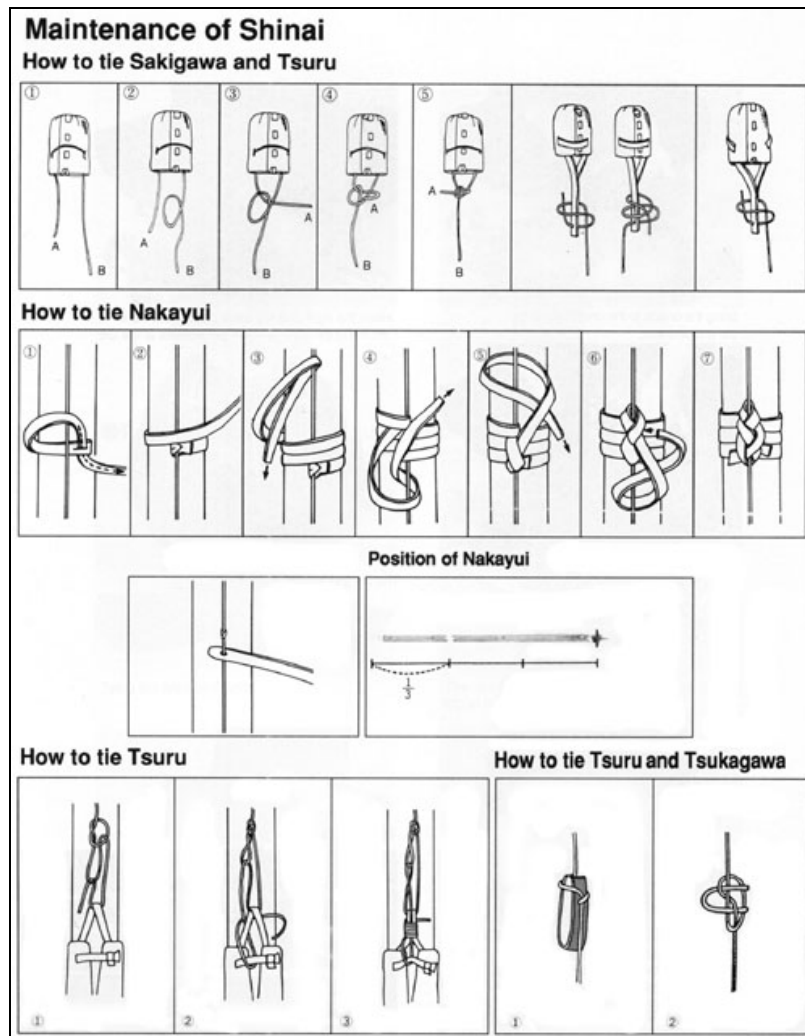 Maintenance of Shinai
How to tie Sakigawa and Tsuru
① ② ③ ④ ⑤
A B
A B
A B
A B
A B
How to tie Nakayui
① ② ③ ④ ⑤ ⑥ ⑦
Position of Nakayui
1/3
How to tie Tsuru
How to tie Tsuru and Tsukagawa
① ② ③ ① ②